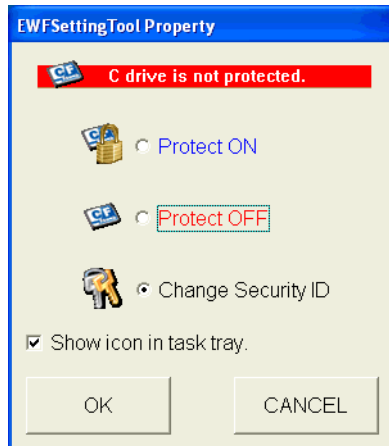 EWFSettingTool Property
C drive is not protected.
Protect ON
Protect OFF
Change Security ID
Show icon in task tray.
OK CANCEL